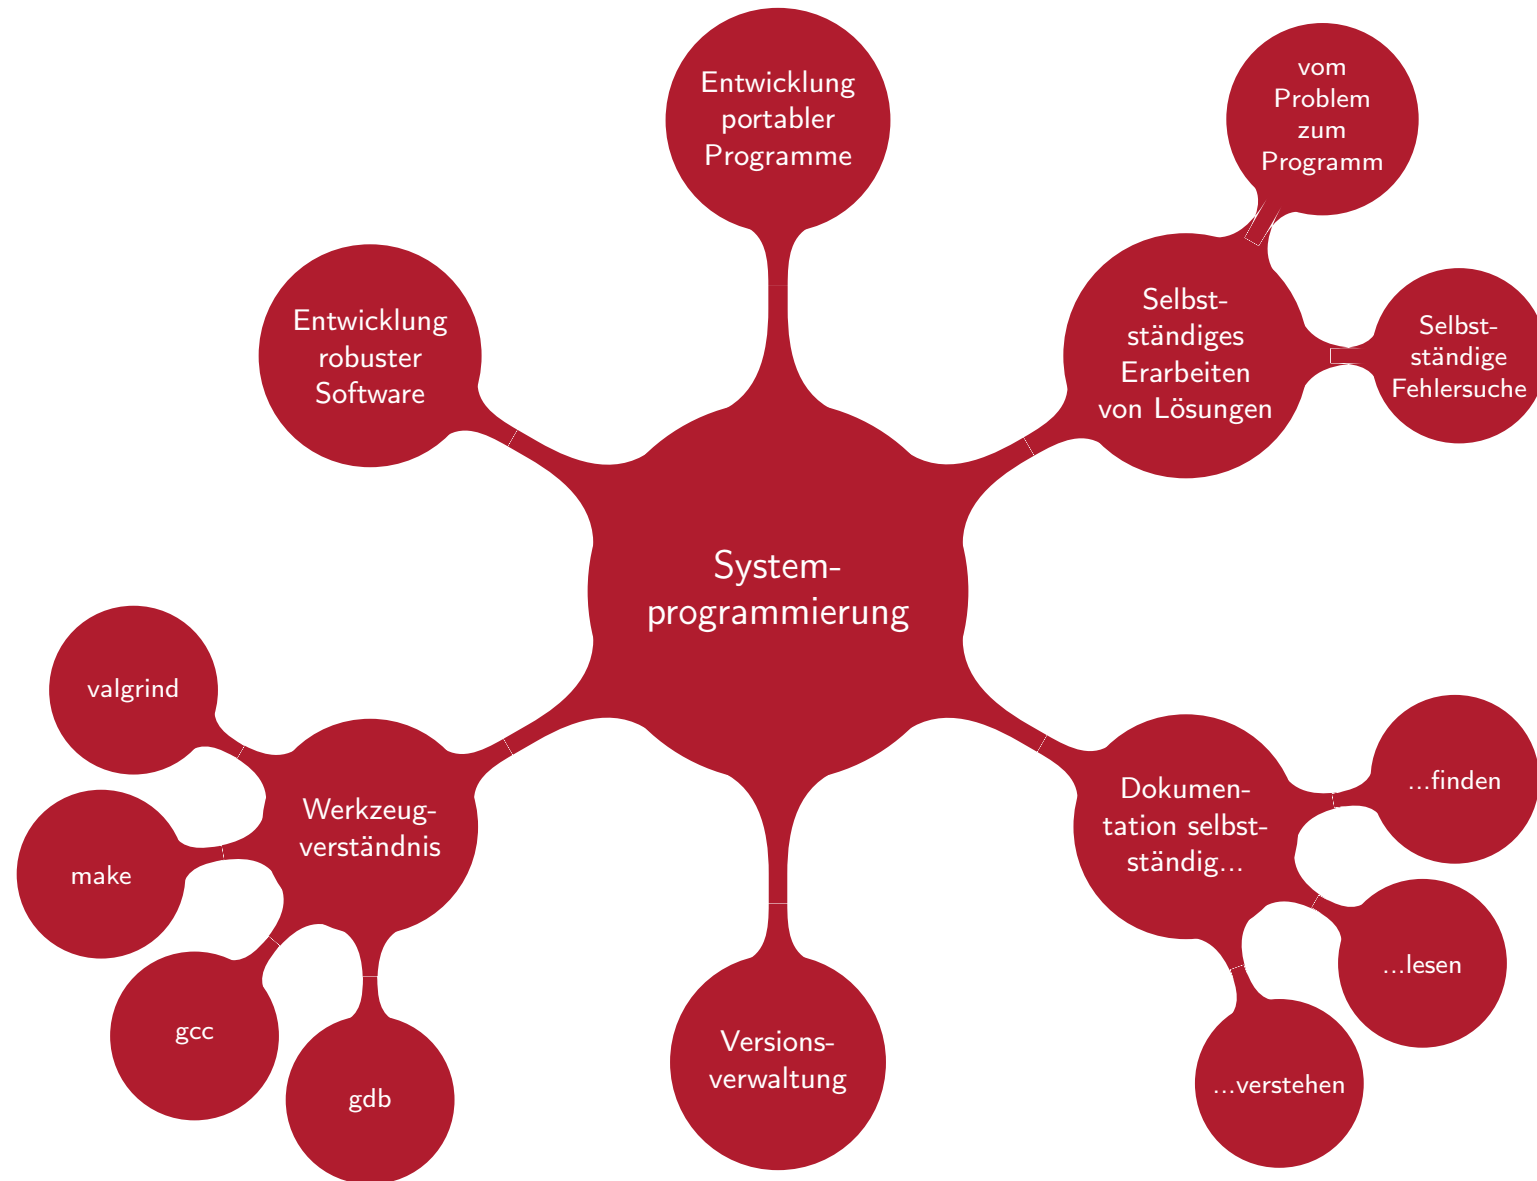 Entwicklung
portabler
Programme
vom
Problem
zum
Programm
Entwicklung
robuster
Software
Selbst-
ständiges
Erarbeiten
von Lösungen
Selbst-
ständige
Fehlersuche
System-
programmierung
valgrind
make
gcc
gdb
Werkzeug-
verständnis
Versions-
verwaltung
Dokumen-
tation selbst-
ständig...
...finden
...lesen
...verstehen